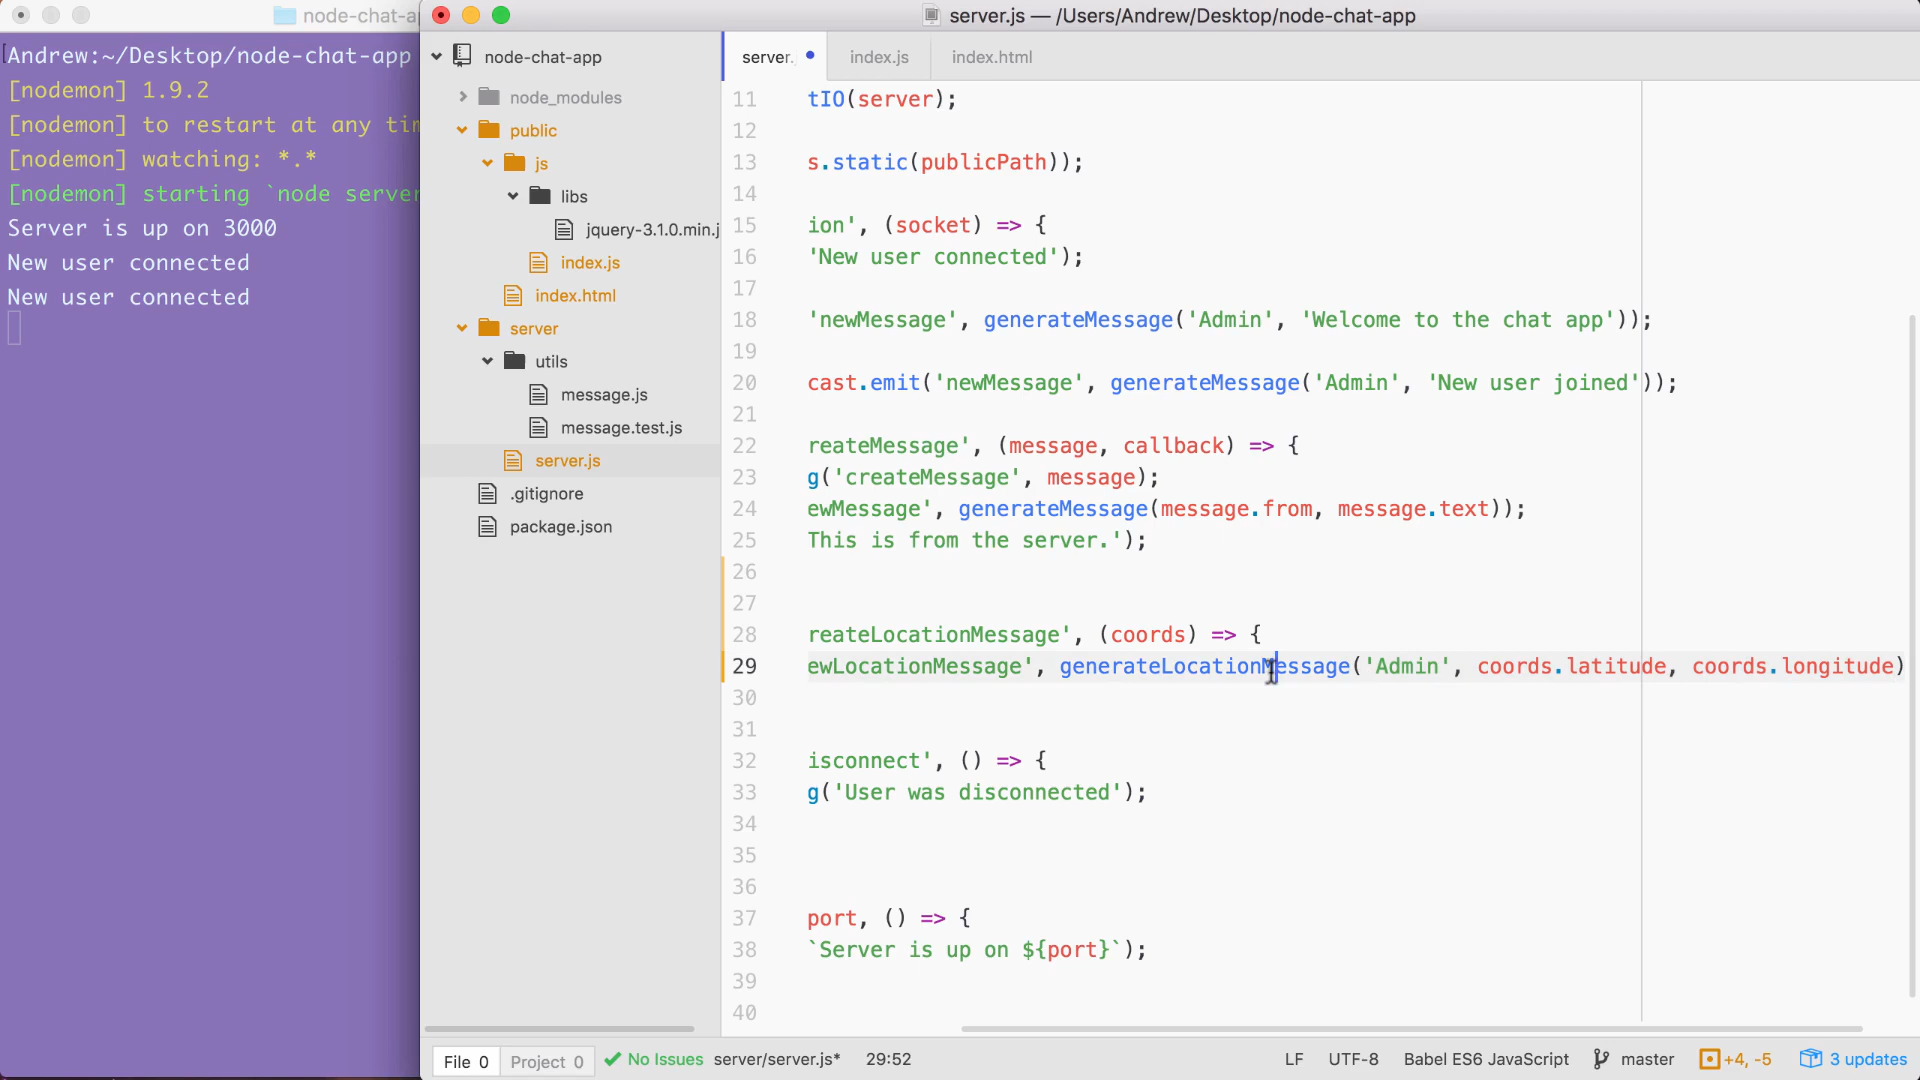 node-chat-a
Andrew:~/Desktop/node-chat-app
[nodemon] 1.9.2
[nodemon] to restart at any tim
[nodemon] watching: *.*
[nodemon] starting `node server
Server is up on 3000
New user connected
New user connected
server.js — /Users/Andrew/Desktop/node-chat-app
node-chat-app
node_modules
public
js
libs
jquery-3.1.0.min.j
index.js
index.html
server
utils
message.js
message.test.js
server.js
.gitignore
package.json
server. index.js index.html
11 tIO(server);
12
13 s.static(publicPath));
14
15 ion', (socket) => {
16 'New user connected');
17
18 'newMessage', generateMessage('Admin', 'Welcome to the chat app'));
19
20 cast.emit('newMessage', generateMessage('Admin', 'New user joined'));
21
22 reateMessage', (message, callback) => {
23 g('createMessage', message);
24 ewMessage', generateMessage(message.from, message.text));
25 This is from the server.');
26
27
28 reateLocationMessage', (coords) => {
29 ewLocationMessage', generateLocationMessage('Admin', coords.latitude, coords.longitude)
30
31
32 isconnect', () => {
33 g('User was disconnected');
34
35
36
37 port, () => {
38 `Server is up on ${port}`);
39
40
File 0 Project 0 No Issues server/server.js* 29:52 LF UTF-8 Babel ES6 JavaScript master +4, -5 3 updates